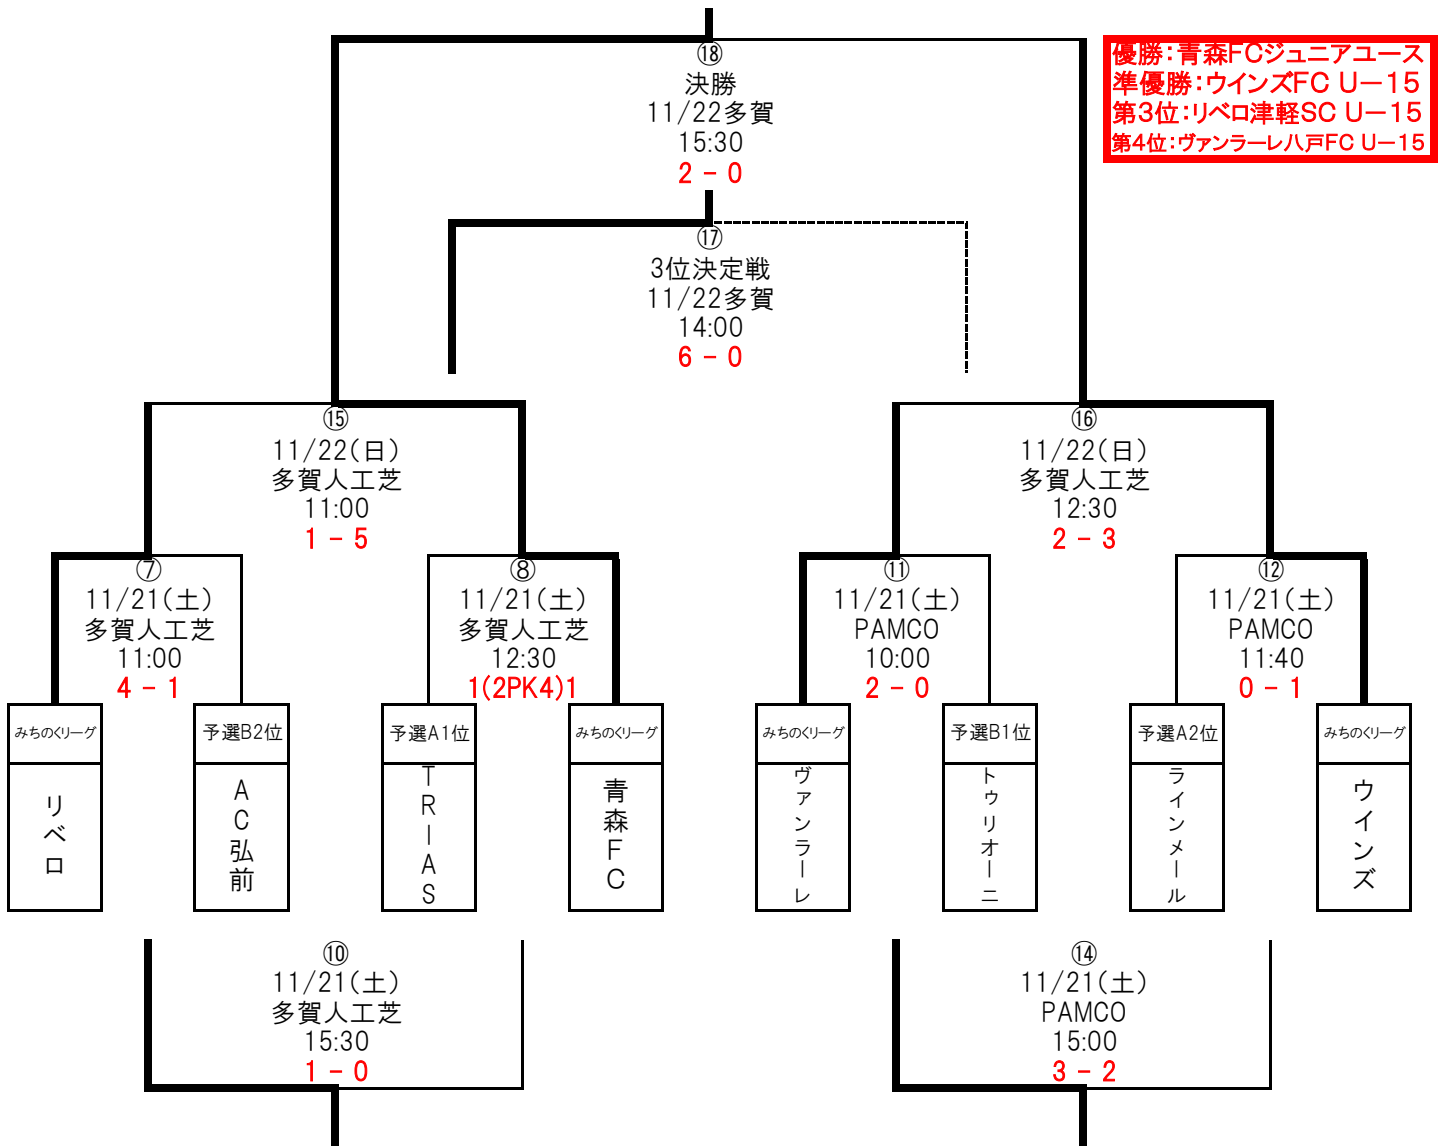 ⑱
決勝
11/22多賀
15:30
2 - 0
優勝：青森FCジュニアユース
準優勝：ウインズFC U-15
第3位：リベロ津軽SC U-15
第4位：ヴァンラーレ八戸FC U-15
⑰
3位決定戦
11/22多賀
14:00
6 - 0
⑮
11/22(日)
多賀人工芝
11:00
1 - 5
⑯
11/22(日)
多賀人工芝
12:30
2 - 3
⑦
11/21(土)
多賀人工芝
11:00
4 - 1
⑧
11/21(土)
多賀人工芝
12:30
1(2PK4)1
⑪
11/21(土)
PAMCO
10:00
2 - 0
⑫
11/21(土)
PAMCO
11:40
0 - 1
みちのくリーグ
リベロ
予選B2位
AC弘前
予選A1位
TRIAS
みちのくリーグ
青森FC
みちのくリーグ
ヴァンラーレ
予選B1位
トゥリオーニ
予選A2位
ラインメール
みちのくリーグ
ウインズ
⑩
11/21(土)
多賀人工芝
15:30
1 - 0
⑭
11/21(土)
PAMCO
15:00
3 - 2